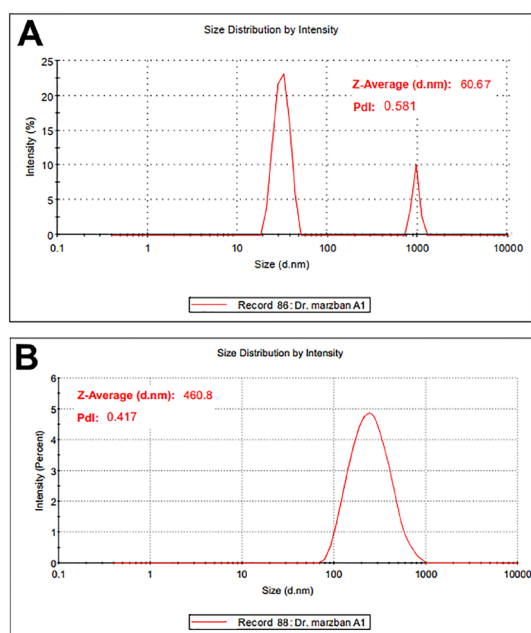 A
Size Distribution by Intensity
25
20
15
10
5
0
Intensity (%)
Z-Average (d.nm): 60.67
PdI: 0.581
0.1 1 10 100 1000 10000
Size (d.nm)
Record 86: Dr. marzban A1
B
Size Distribution by Intensity
6
5
4
3
2
1
0
Intensity (Percent)
Z-Average (d.nm): 460.8
PdI: 0.417
0.1 1 10 100 1000 10000
Size (d.nm)
Record 88: Dr. marzban A1